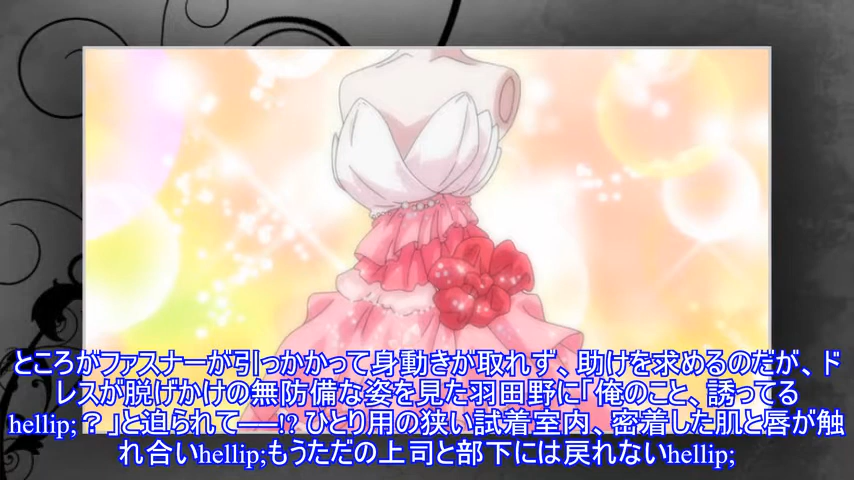 ところがファスナーが引っかかって身動きが取れず、助けを求めるのだが、ド
レスが脱げかけの無防備な姿を見た羽田野に「俺のこと、誘ってる
hellip;？」と迫られて――!? ひとり用の狭い試着室内、密着した肌と唇が触
れ合いhellip;もうただの上司と部下には戻れないhellip;